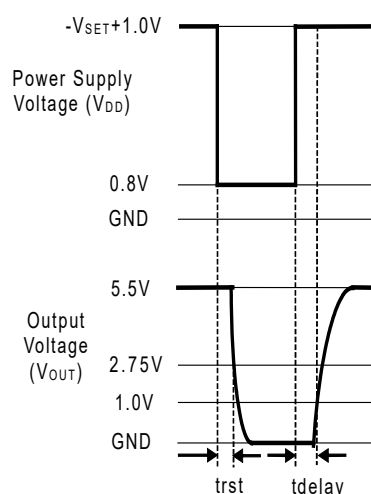 -VSET+1.0V
Power Supply
Voltage (VDD)
0.8V
GND
5.5V
Output
Voltage
(VOUT)
2.75V
1.0V
GND
trst
tdelay